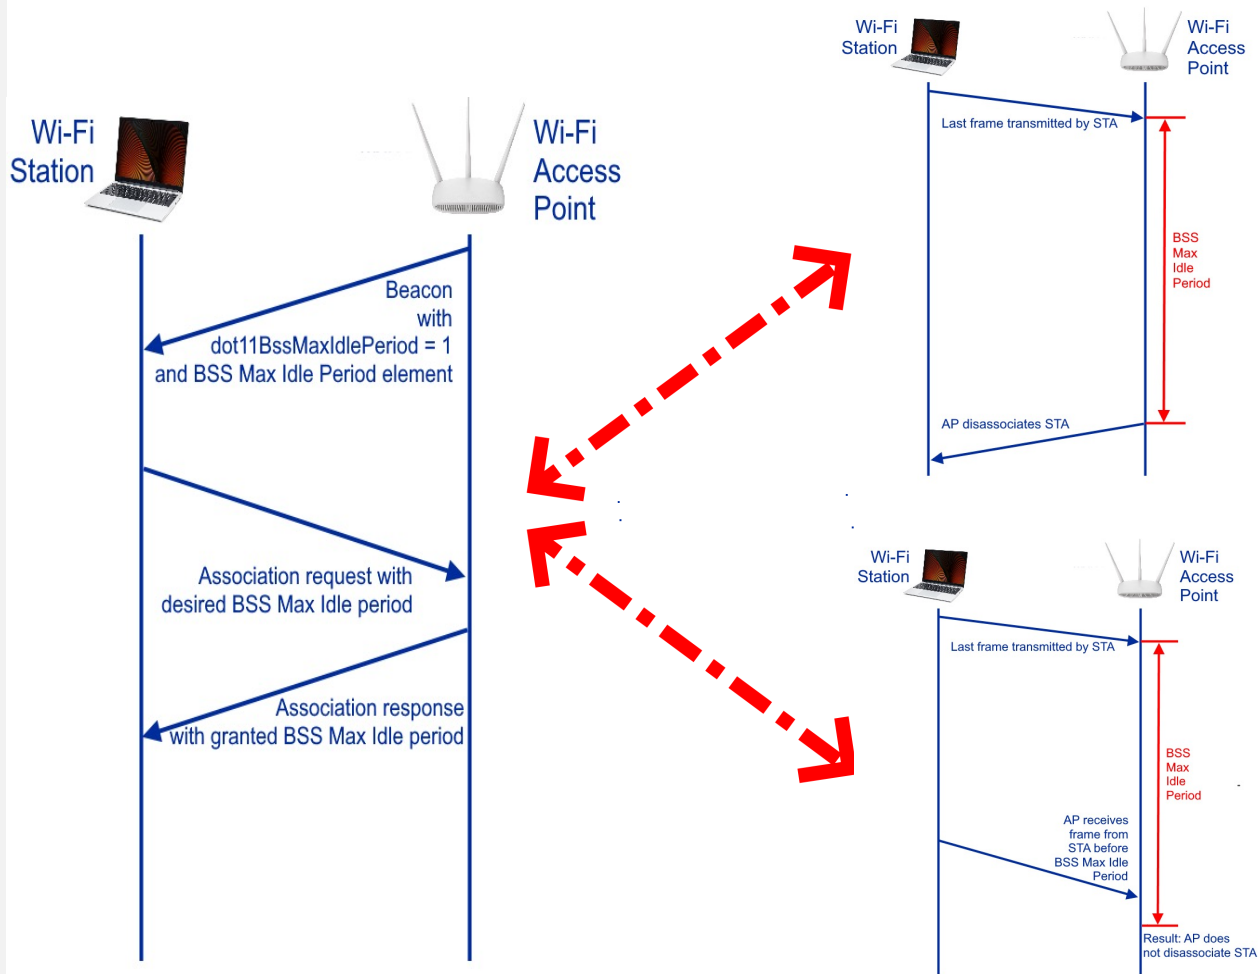 Wi-Fi
Station
Wi-Fi
Access
Point
Beacon
with
dot11BssMaxIdlePeriod = 1
and BSS Max Idle Period element
Association request with
desired BSS Max Idle period
Association response
with granted BSS Max Idle period
Wi-Fi
Station
Wi-Fi
Access
Point
Last frame transmitted by STA
BSS
Max
Idle
Period
AP disassociates STA
Wi-Fi
Station
Wi-Fi
Access
Point
Last frame transmitted by STA
BSS
Max
Idle
Period
AP receives
frame from
STA before
BSS Max Idle
Period
Result: AP does
not disassociate STA